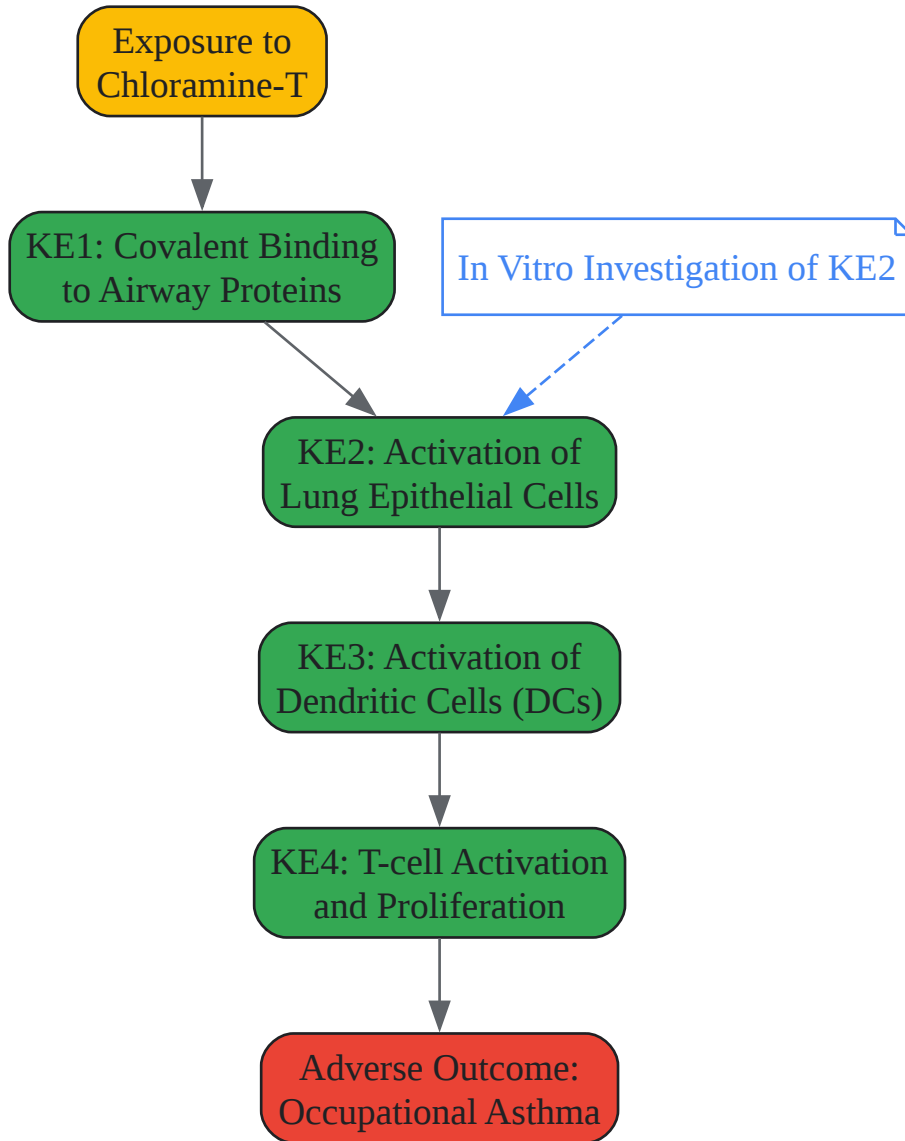 Exposure to
Chloramine-T
KE1: Covalent Binding
to Airway Proteins
In Vitro Investigation of KE2
KE2: Activation of
Lung Epithelial Cells
KE3: Activation of
Dendritic Cells (DCs)
KE4: T-cell Activation
and Proliferation
Adverse Outcome:
Occupational Asthma